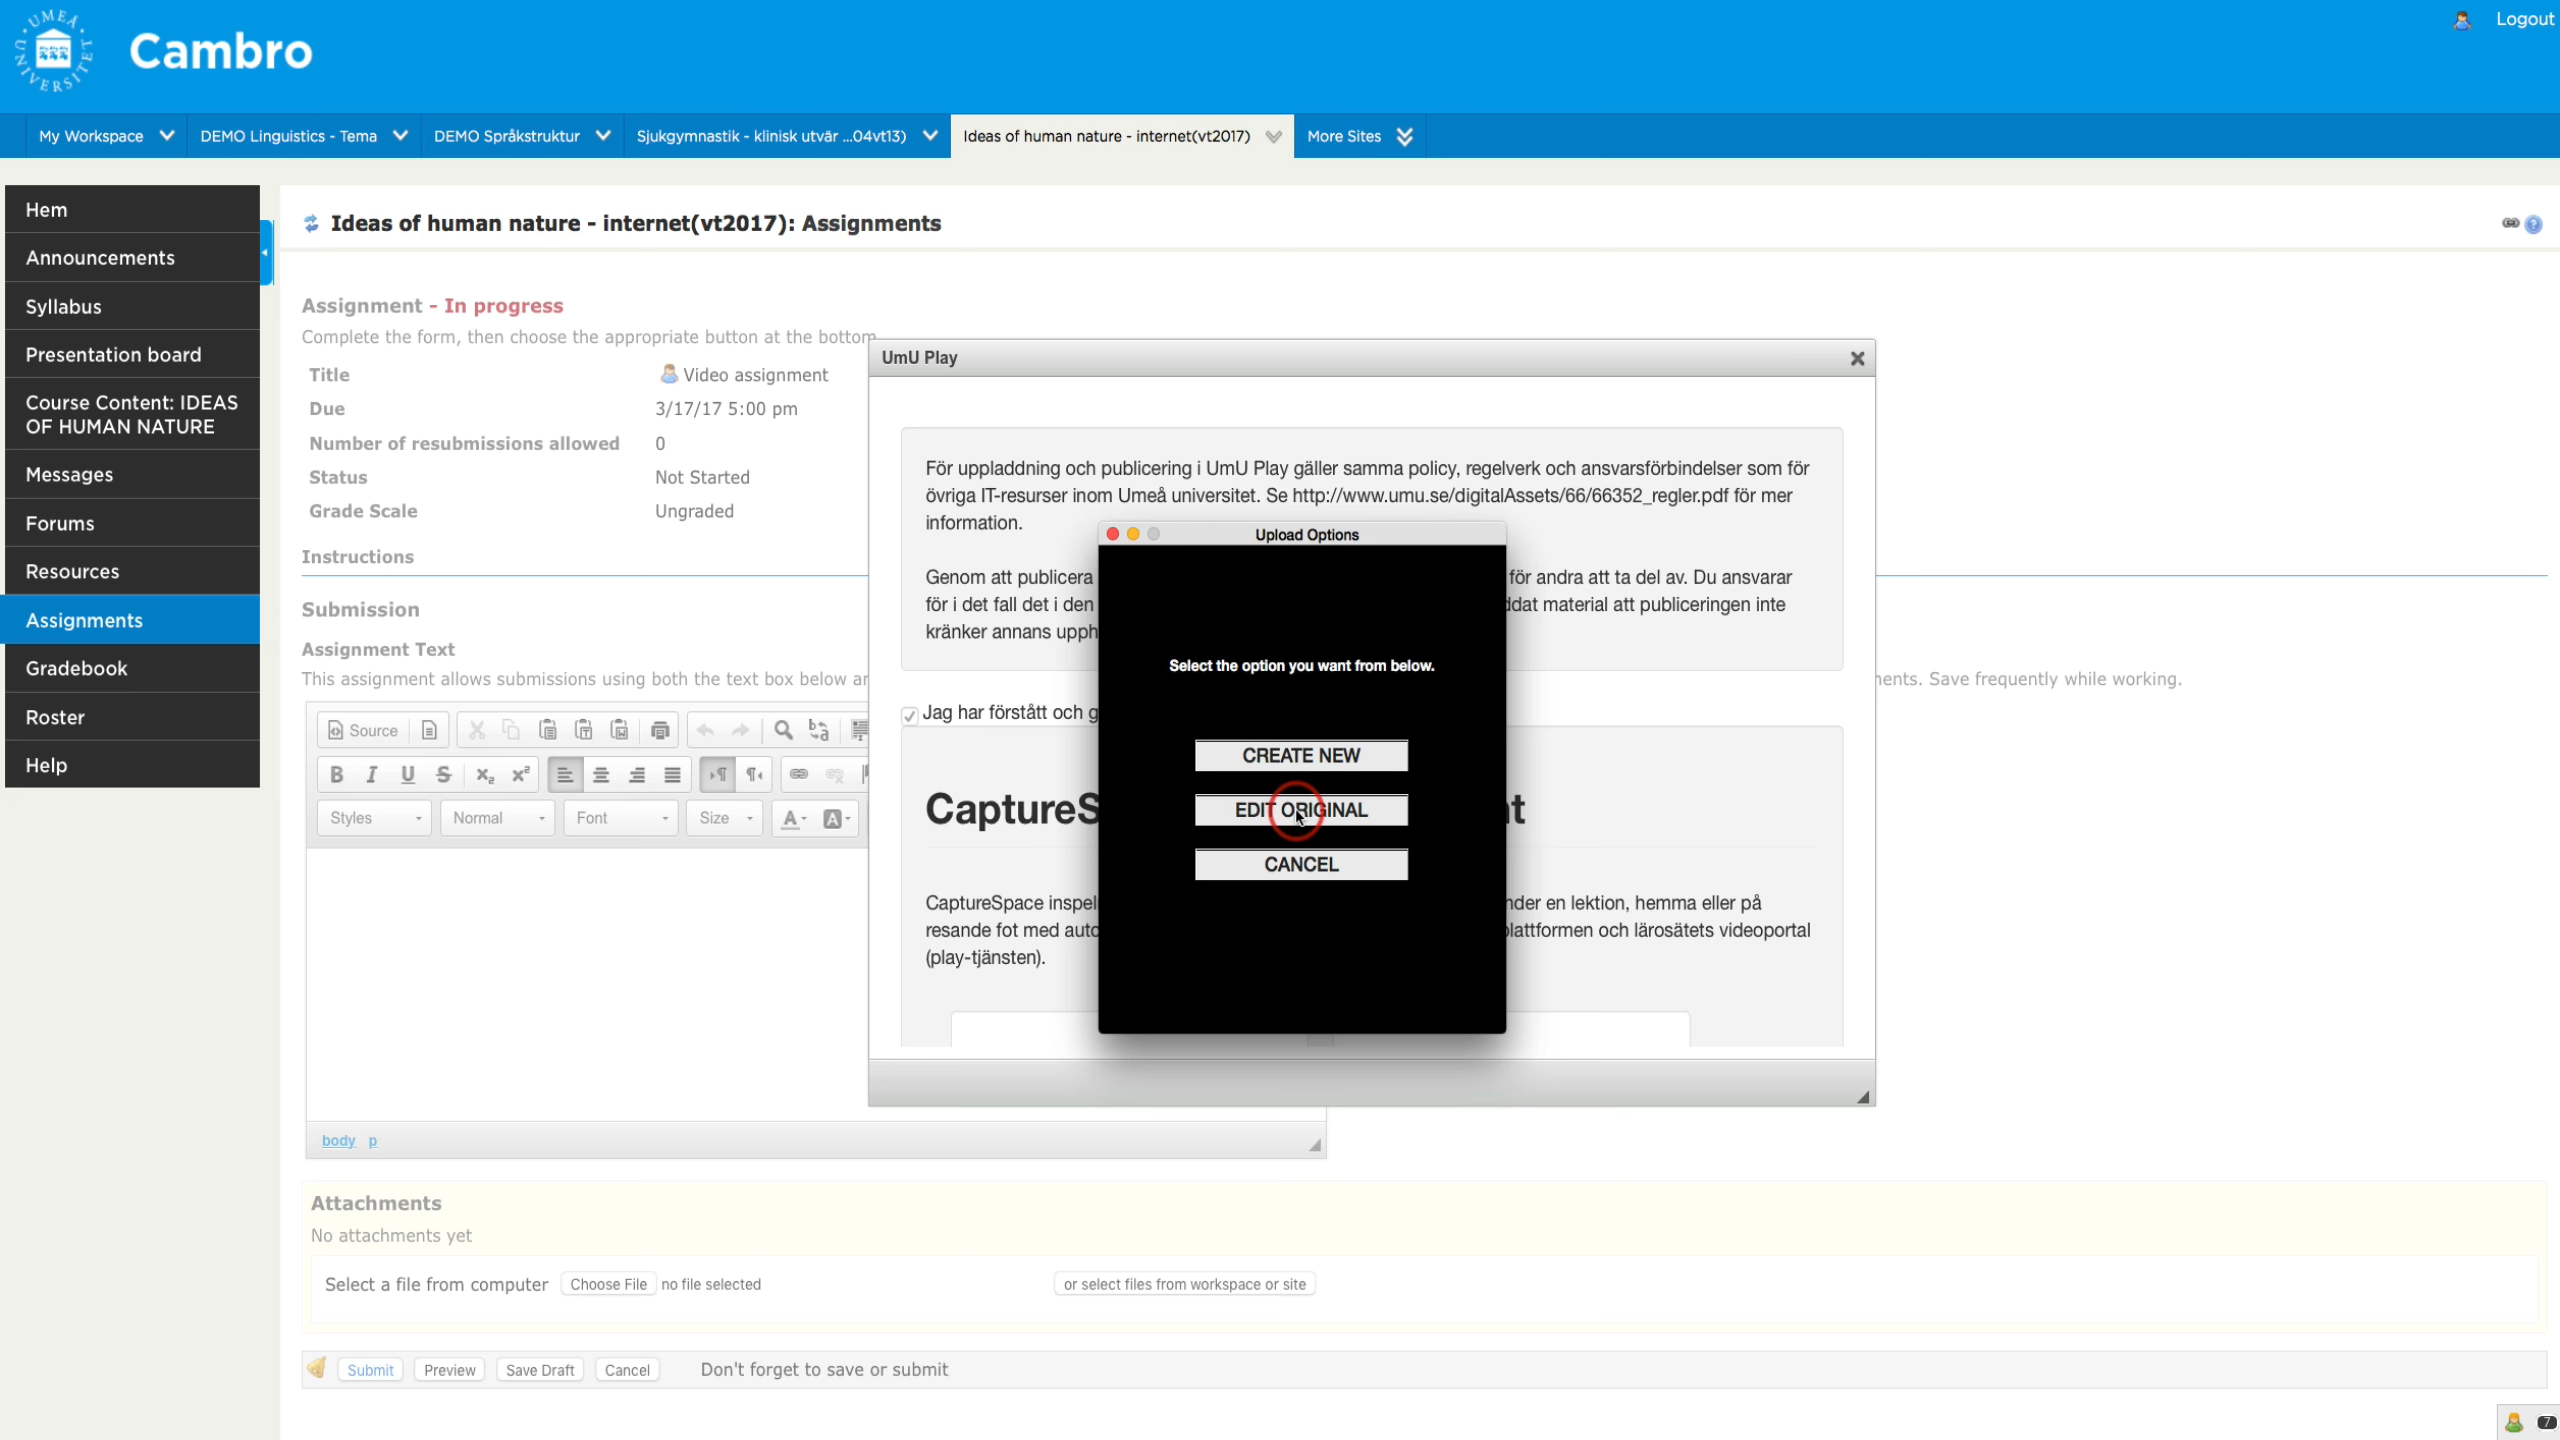 UMEÅ UNIVERSITET
Cambro
Logout
My Workspace
DEMO Linguistics - Tema
DEMO Språkstruktur
Sjukgymnastik - klinisk utvär ...04vt13)
Ideas of human nature - internet(vt2017)
More Sites
Hem
Announcements
Syllabus
Presentation board
Course Content: IDEAS
OF HUMAN NATURE
Messages
Forums
Resources
Assignments
Gradebook
Roster
Help
Ideas of human nature - internet(vt2017): Assignments
Assignment - In progress
Complete the form, then choose the appropriate button at the bottom
Title Video assignment
Due 3/17/17 5:00 pm
Number of resubmissions allowed 0
Status Not Started
Grade Scale Ungraded
Instructions
Submission
Assignment Text
This assignment allows submissions using both the text box below
Save frequently while working.
Source
B I U S
Styles Normal Font Size
body p
UmU Play
För uppladdning och publicering i UmU Play gäller samma policy, regelverk och ansvarsförbindelser som för
övriga IT-resurser inom Umeå universitet. Se http://www.umu.se/digitalAssets/66/66352_regler.pdf för mer
information.
Genom att publicera för andra att ta del av. Du ansvarar
för i det fall det i den material att publiceringen inte
kränker annans
Jag har förstått och
CaptureS
CaptureSpace en lektion, hemma eller på
resande fot med och lärosätets videoportal
(play-tjänsten).
Upload Options
Select the option you want from below.
CREATE NEW
EDIT ORIGINAL
CANCEL
Attachments
No attachments yet
Select a file from computer Choose File no file selected or select files from workspace or site
Submit Preview Save Draft Cancel Don't forget to save or submit
7